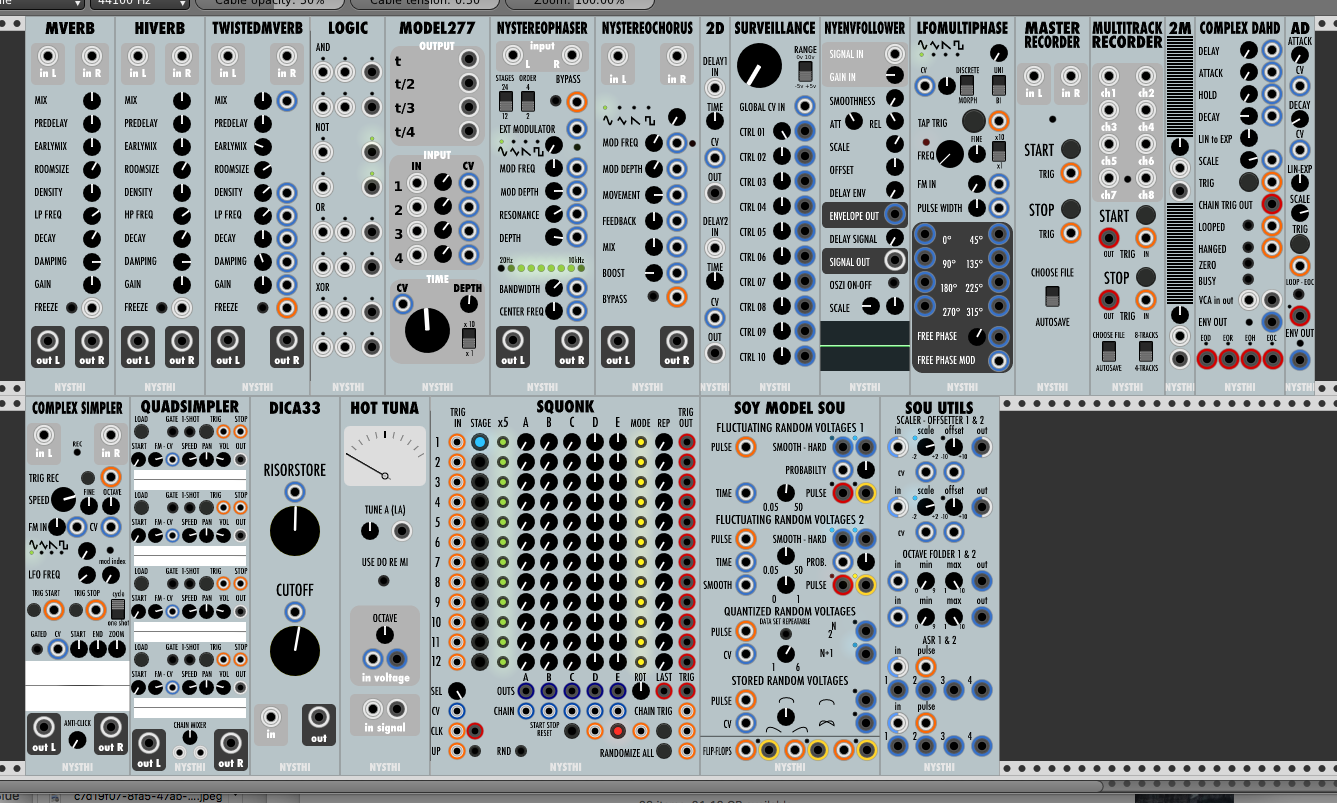 44100 Hz
Cable opacity: 50%
Cable tension: 0.50
Zoom: 100.00%
MVERB
in L in R
MIX
PREDELAY
EARLYMIX
ROOMSIZE
DENSITY
LP FREQ
DECAY
DAMPING
GAIN
FREEZE
out L out R
NYSTHI
HIVERB
in L in R
MIX
PREDELAY
EARLYMIX
ROOMSIZE
DENSITY
HP FREQ
DECAY
DAMPING
GAIN
FREEZE
out L out R
NYSTHI
TWISTEDMVERB
in L in R
MIX
PREDELAY
EARLYMIX
ROOMSIZE
DENSITY
LP FREQ
DECAY
DAMPING
GAIN
FREEZE
out L out R
NYSTHI
LOGIC
AND
NOT
OR
XOR
NYSTHI
MODEL277
OUTPUT
t
t/2
t/3
t/4
INPUT
IN CV
1
2
3
4
TIME
CV DEPTH
x 10
x 1
NYSTHI
NYSTEREOPHASER
input
L R
STAGES ORDER BYPASS
24 4
12 2
EXT MODULATOR
MOD FREQ
MOD DEPTH
RESONANCE
DEPTH
20Hz 10kHz
BANDWIDTH
CENTER FREQ
out L out R
NYSTHI
NYSTEREOCHORUS
in L in R
MOD FREQ
MOD DEPTH
MOVEMENT
FEEDBACK
MIX
BOOST
BYPASS
out L out R
NYSTHI
2D
DELAY1
IN
TIME
CV
OUT
DELAY2
IN
TIME
CV
OUT
NYSTHI
SURVEILLANCE
RANGE
0v 10v
-5v +5v
GLOBAL CV IN
CTRL 01
CTRL 02
CTRL 03
CTRL 04
CTRL 05
CTRL 06
CTRL 07
CTRL 08
CTRL 09
CTRL 10
NYSTHI
NYENVFOLLOWER
SIGNAL IN
GAIN IN
SMOOTHNESS
ATT REL
SCALE
OFFSET
DELAY ENV
ENVELOPE OUT
DELAY SIGNAL
SIGNAL OUT
OSZI ON-OFF
SCALE
NYSTHI
LFOMULTIPHASE
CV DISCRETE UNI
MORPH BI
TAP TRIG
FREQ FINE x10
x1
FM IN
PULSE WIDTH
0° 45°
90° 135°
180° 225°
270° 315°
FREE PHASE
FREE PHASE MOD
NYSTHI
MASTER
RECORDER
in L in R
START
TRIG
STOP
TRIG
CHOOSE FILE
AUTOSAVE
NYSTHI
MULTITRACK
RECORDER
ch1 ch2
ch3 ch4
ch5 ch6
ch7 ch8
START
OUT TRIG IN
STOP
OUT TRIG IN
CHOOSE FILE 8-TRACKS
AUTOSAVE 4-TRACKS
NYSTHI
2M
NYSTHI
COMPLEX DAHD
DELAY
ATTACK
HOLD
DECAY
LIN to EXP
SCALE
TRIG
CHAIN TRIG OUT
LOOPED
HANGED
ZERO
BUSY
VCA in out
ENV OUT
EOD EOA EOH EOC
NYSTHI
AD
ATTACK
CV
DECAY
CV
LIN-EXP
SCALE
TRIG
LOOP - EOC
ENV OUT
NYSTHI
COMPLEX SIMPLER
in L REC in R
TRIG REC
SPEED FINE OCTAVE
FM IN CV
mod index
LFO FREQ
TRIG START TRIG STOP cycle
one shot
GATED CV START END ZOOM
out L ANTI-CLICK out R
NYSTHI
QUADSIMPLER
LOAD GATE 1-SHOT TRIG STOP
START FM - CV SPEED PAN VOL OUT
LOAD GATE 1-SHOT TRIG STOP
START FM - CV SPEED PAN VOL OUT
LOAD GATE 1-SHOT TRIG STOP
START FM - CV SPEED PAN VOL OUT
LOAD GATE 1-SHOT TRIG STOP
START FM - CV SPEED PAN VOL OUT
CHAIN MIXER
out L out R
NYSTHI
DICA33
RISORSTORE
CUTOFF
in out
NYSTHI
HOT TUNA
TUNE A (LA)
USE DO RE MI
OCTAVE
in voltage
in signal
NYSTHI
SQUONK
TRIG IN STAGE x5 A B C D E MODE REP TRIG OUT
1
2
3
4
5
6
7
8
9
10
11
12
A B C D E ROT LAST TRIG
SEL OUTS
CV CHAIN CHAIN TRIG
CLK START STOP RESET
UP RND RANDOMIZE ALL
NYSTHI
SOY MODEL SOU
FLUCTUATING RANDOM VOLTAGES 1
PULSE SMOOTH - HARD
PROBABILTY
TIME PULSE
0.05 50
FLUCTUATING RANDOM VOLTAGES 2
PULSE SMOOTH - HARD
TIME 0.05 50 PROB.
SMOOTH PULSE
0 1
QUANTIZED RANDOM VOLTAGES
DATA SET REPEATABLE
PULSE 2 N
CV N+1
1 6
STORED RANDOM VOLTAGES
PULSE
CV
FLIP-FLOPS
NYSTHI
SOU UTILS
SCALER - OFFSETTER 1 & 2
in scale offset out
-2 +2 -10 +10
CV
in scale offset out
-2 +2 -10 +10
CV
OCTAVE FOLDER 1 & 2
in min max out
0 9 1 10
in min max out
0 9 1 10
ASR 1 & 2
in pulse
1 2 3 4
in pulse
1 2 3 4
NYSTHI
c7d19f07-8fa5-47ab-....jpeg